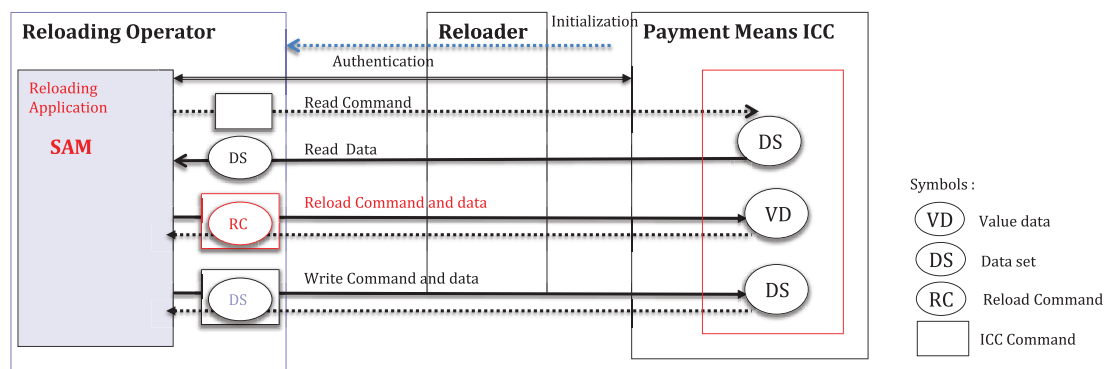 Initialization
Reloading Operator
Reloader
Payment Means ICC
Authentication
Reloading
Application
SAM
Read Command
DS
DS
Read Data
Reload Command and data
RC
VD
Write Command and data
DS
DS
Symbols :
VD
Value data
DS
Data set
RC
Reload Command
ICC Command